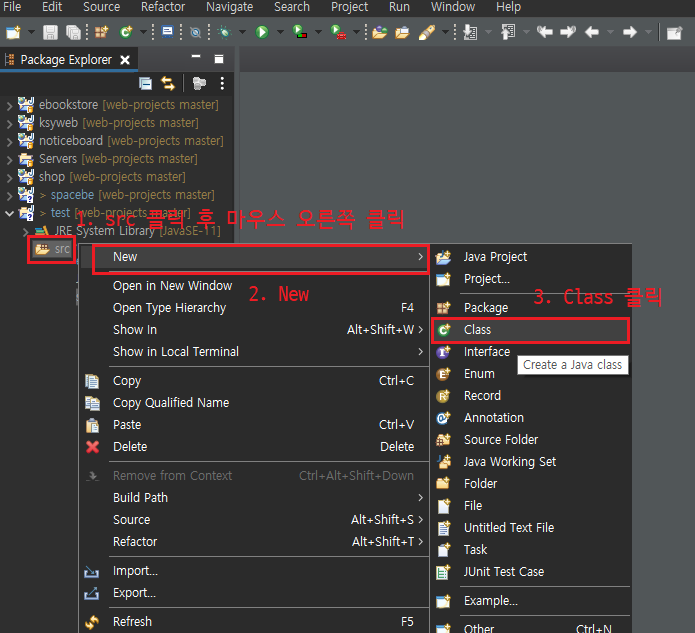 File Edit Source Refactor Navigate Search Project Run Window Help
Package Explorer
ebookstore [web-projects master]
ksyweb [web-projects master]
noticeboard [web-projects master]
Servers [web-projects master]
shop [web-projects master]
> spacebe [web-projects master]
> test [web-projects master]
1. src 클릭 후 마우스 오른쪽 클릭
JRE System Library [JavaSE-11]
src
New
Open in New Window
2. New
Open Type Hierarchy F4
Show In Alt+Shift+W >
Show in Local Terminal >
Copy Ctrl+C
Copy Qualified Name
Paste Ctrl+V
Delete Delete
Remove from Context Ctrl+Alt+Shift+Down
Build Path >
Source Alt+Shift+S >
Refactor Alt+Shift+T >
Import...
Export...
Refresh F5
Java Project
Project...
3. Class 클릭
Package
Class
Interface
Create a Java class
Enum
Record
Annotation
Source Folder
Java Working Set
Folder
File
Untitled Text File
Task
JUnit Test Case
Example...
Other Ctrl+N